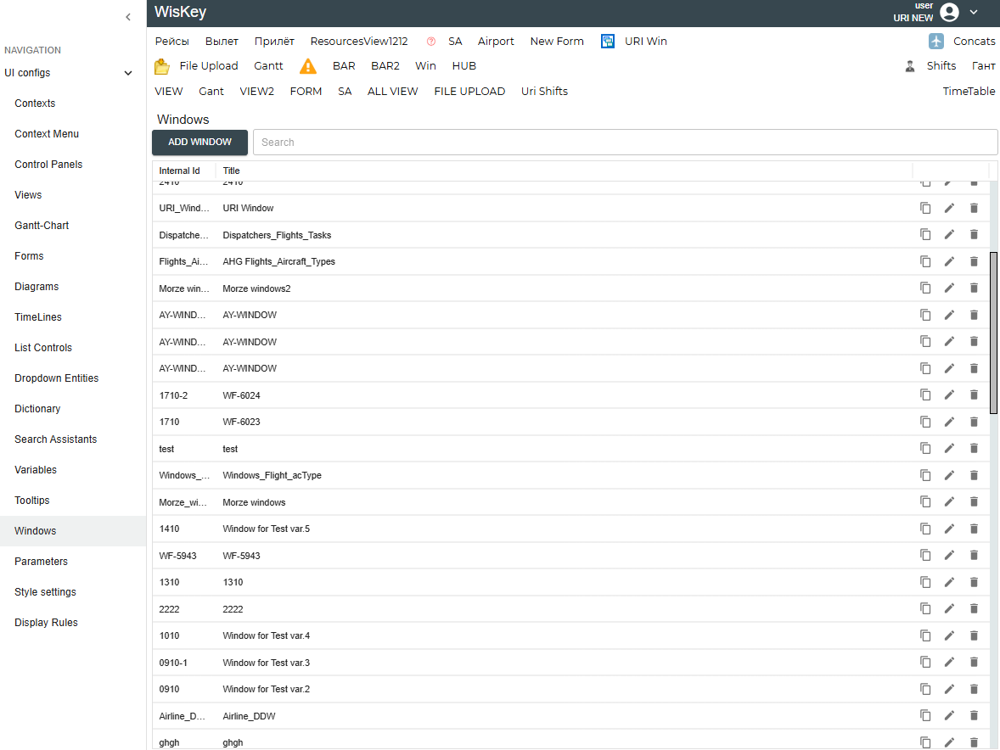 WisKey
user
URI NEW
NAVIGATION
UI configs
Contexts
Context Menu
Control Panels
Views
Gantt-Chart
Forms
Diagrams
TimeLines
List Controls
Dropdown Entities
Dictionary
Search Assistants
Variables
Tooltips
Windows
Parameters
Style settings
Display Rules
Рейсы Вылет Прилёт ResourcesView1212 SA Airport New Form URI Win Concats
File Upload Gantt BAR BAR2 Win HUB Shifts Гант
VIEW Gant VIEW2 FORM SA ALL VIEW FILE UPLOAD Uri Shifts TimeTable
Windows
ADD WINDOW Search
Internal Id Title
2410 2410
URI_Wind... URI Window
Dispatche... Dispatchers_Flights_Tasks
Flights_Ai... AHG Flights_Aircraft_Types
Morze win... Morze windows2
AY-WIND... AY-WINDOW
AY-WIND... AY-WINDOW
AY-WIND... AY-WINDOW
1710-2 WF-6024
1710 WF-6023
test test
Windows_... Windows_Flight_acType
Morze_wi... Morze windows
1410 Window for Test var.5
WF-5943 WF-5943
1310 1310
2222 2222
1010 Window for Test var.4
0910-1 Window for Test var.3
0910 Window for Test var.2
Airline_D... Airline_DDW
ghgh ghgh